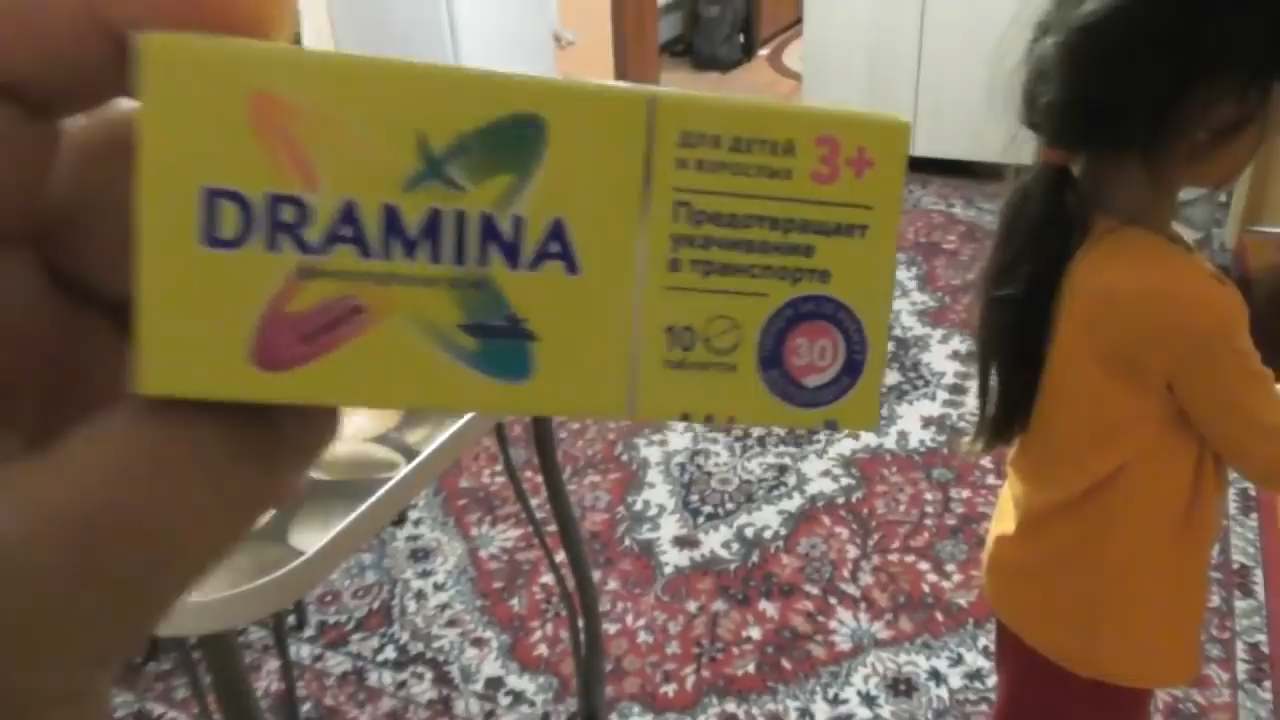 DRAMINA
ДЛЯ ДЕТЕЙ
И ВЗРОСЛЫХ
3+
Предотвращает
укачивание
в транспорте
10
таблеток
30